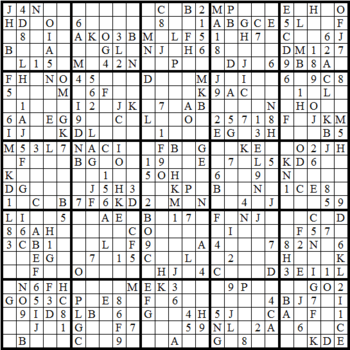 J 4 N C B 2 M P E H O
H D O 6 8 1 A B G C E 5 L F
8 I A K O 3 B M L F 5 1 H 7 C 6 J
B A G L N J H 6 8 D M 1 2 7
L 1 5 M 4 2 N P D J 9 B 8 A
F H N O 4 5 D M J I 6 9 C 8
5 M 6 F K 9 A C 1 L
I 2 J K 7 A B N H O
6 A E G 9 C L O 2 5 7 1 8 F J K M
I J K D L 1 E G 3 H B 5
M 5 3 L 7 N A C I F B G K E O 2 J H
F B G O 1 9 E 7 L 5 K D 6
K 1 5 O H 6 9 N
D G J 5 H 3 K P B N 1 C E 8
1 C B 7 F 6 K D 2 M N 4 J 5 9
L I 5 A E B 1 7 F N J C D
8 6 A H C O I F 5 7
3 C B 1 L F 9 A 4 7 8 2 N 6
E G 7 1 5 C L 2 H K
F O H J 4 C D 3 E I 1 L
N 6 F H M E K 3 9 P G O 2
G O 5 3 C P E 8 F 6 4 B J 7 I
9 I D 8 L B 6 G 4 H 5 J C A F 1
J 1 G F 7 5 9 N L 2 A 6 C
B C 9 A G 8 K D E